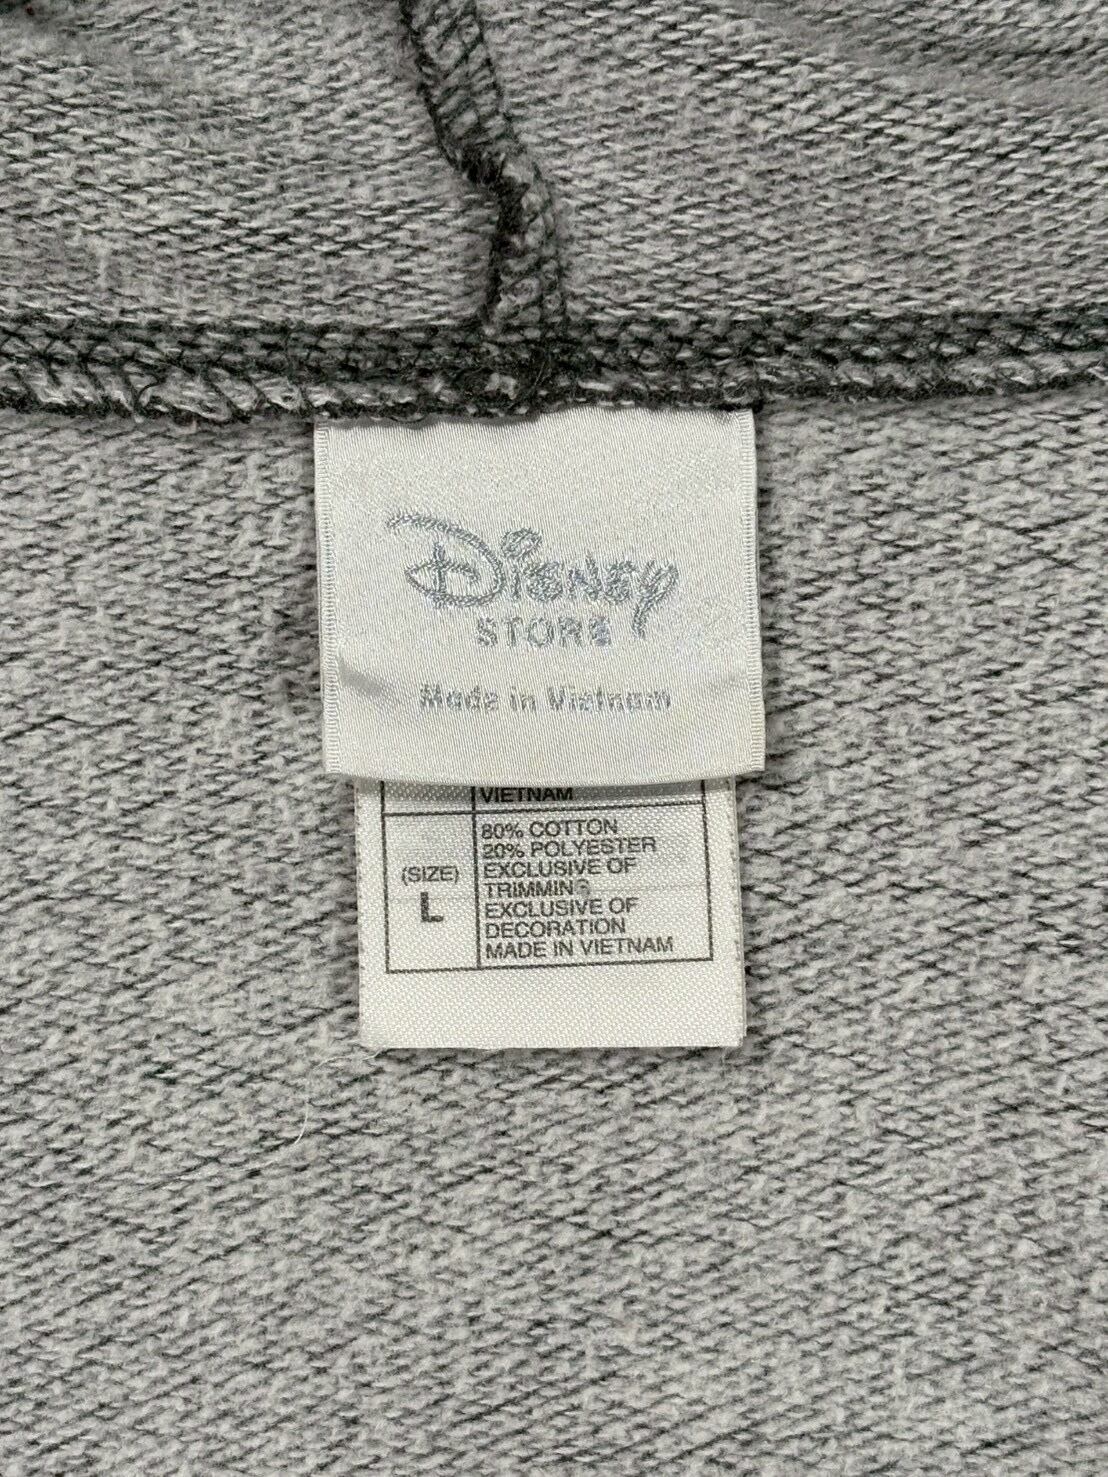 Disney
STORE
Made in Vietnam
VIETNAM
(SIZE)
L
80% COTTON
20% POLYESTER
EXCLUSIVE OF
TRIMMING
EXCLUSIVE OF
DECORATION
MADE IN VIETNAM